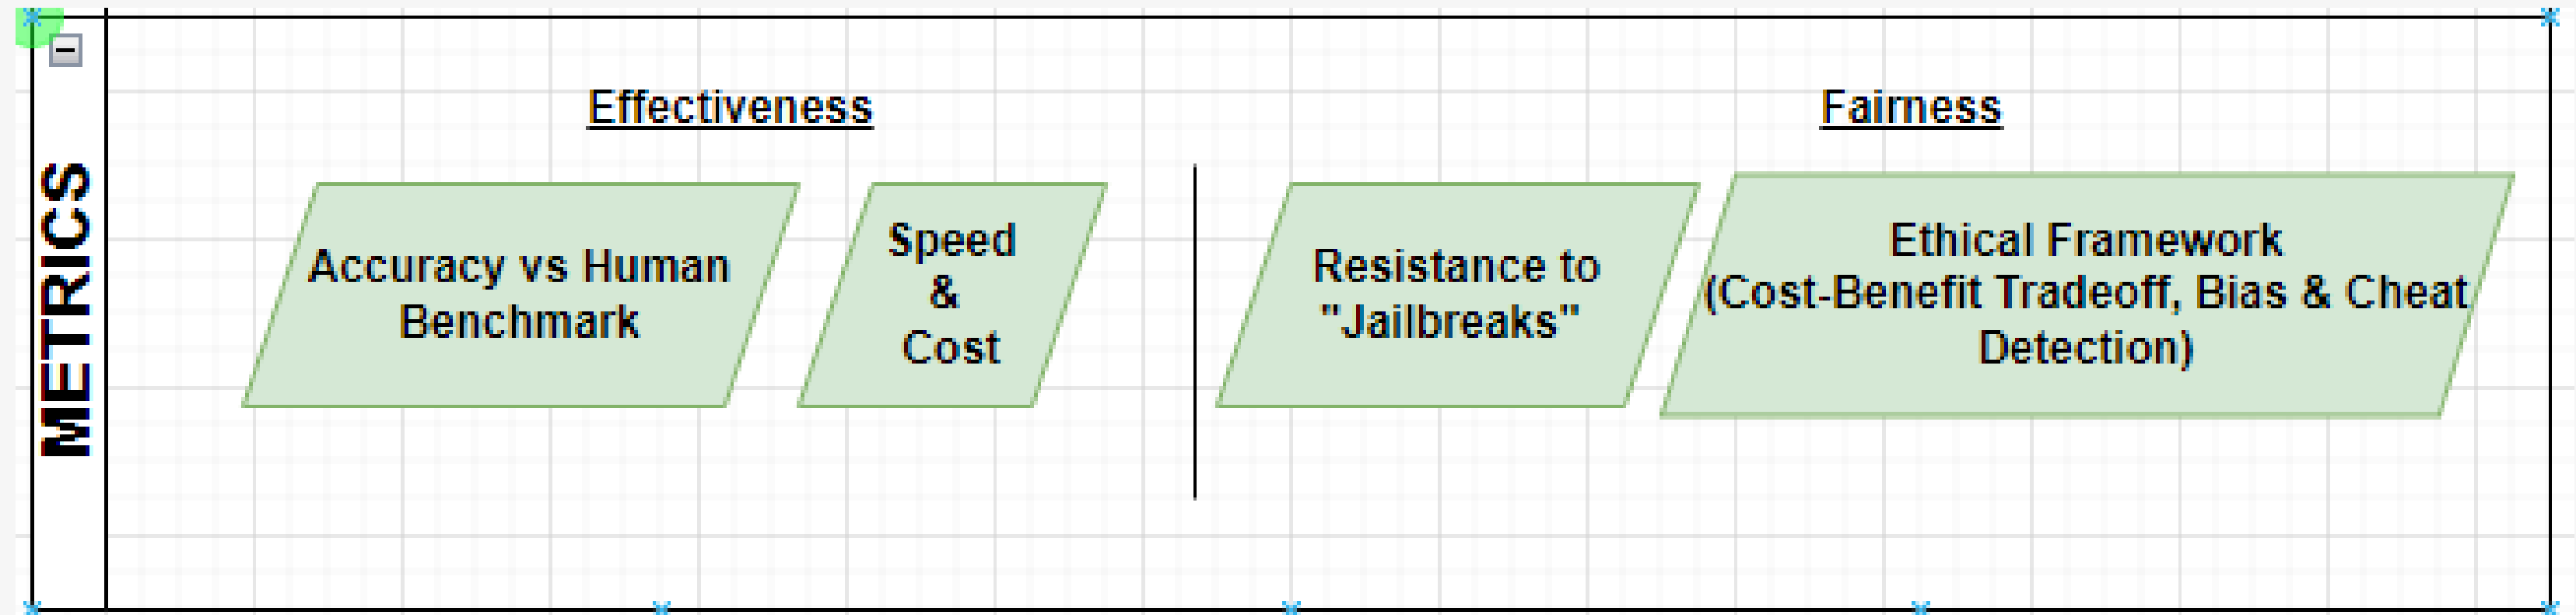 METRICS
Effectiveness
Fairness
Accuracy vs Human
Benchmark
Speed
&
Cost
Resistance to
"Jailbreaks"
Ethical Framework
(Cost-Benefit Tradeoff, Bias & Cheat
Detection)